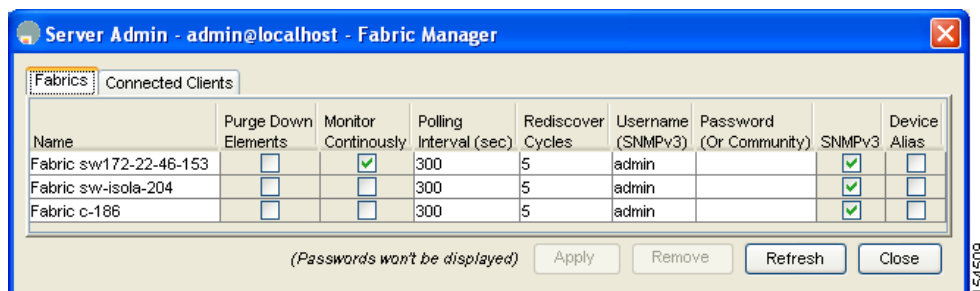 Server Admin - admin@localhost - Fabric Manager
Fabrics Connected Clients
Purge Down Monitor Polling Rediscover Username Password Device
Name Elements Continously Interval (sec) Cycles (SNMPv3) (Or Community) SNMPv3 Alias
Fabric sw172-22-46-153 300 5 admin
Fabric sw-isola-204 300 5 admin
Fabric c-186 300 5 admin
(Passwords won't be displayed) Apply Remove Refresh Close
154509